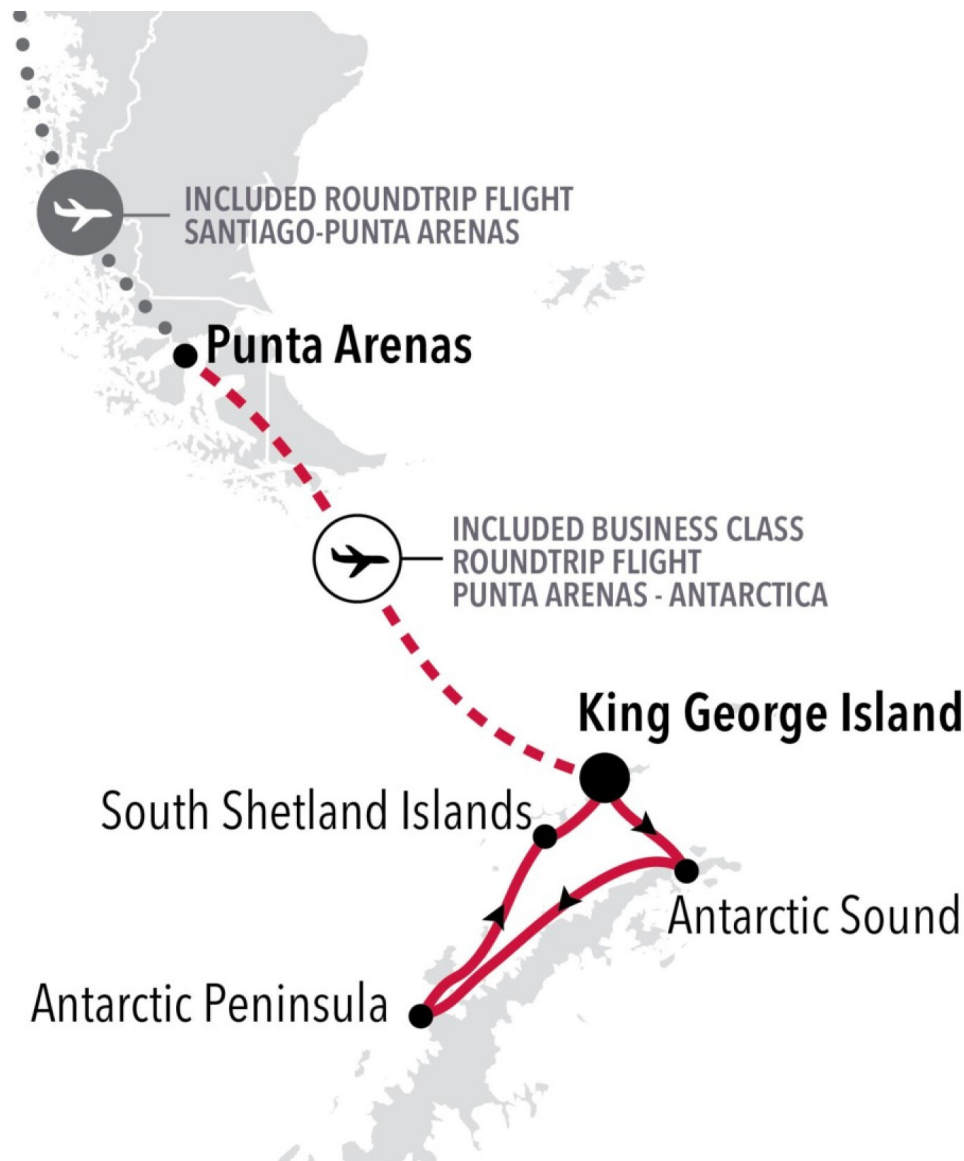 INCLUDED ROUNDTRIP FLIGHT
SANTIAGO-PUNTA ARENAS
Punta Arenas
INCLUDED BUSINESS CLASS
ROUNDTRIP FLIGHT
PUNTA ARENAS - ANTARCTICA
King George Island
South Shetland Islands
Antarctic Sound
Antarctic Peninsula